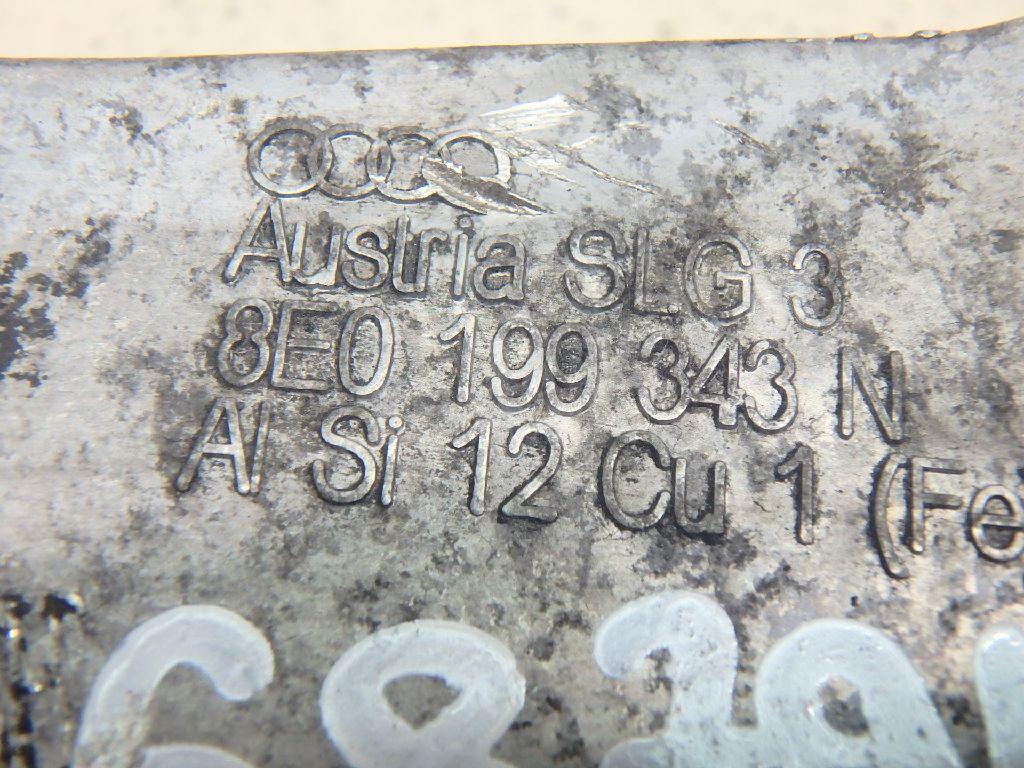 Austria SLG 3
8E0 199 343 N
Al Si 12 Cu 1 (Fe